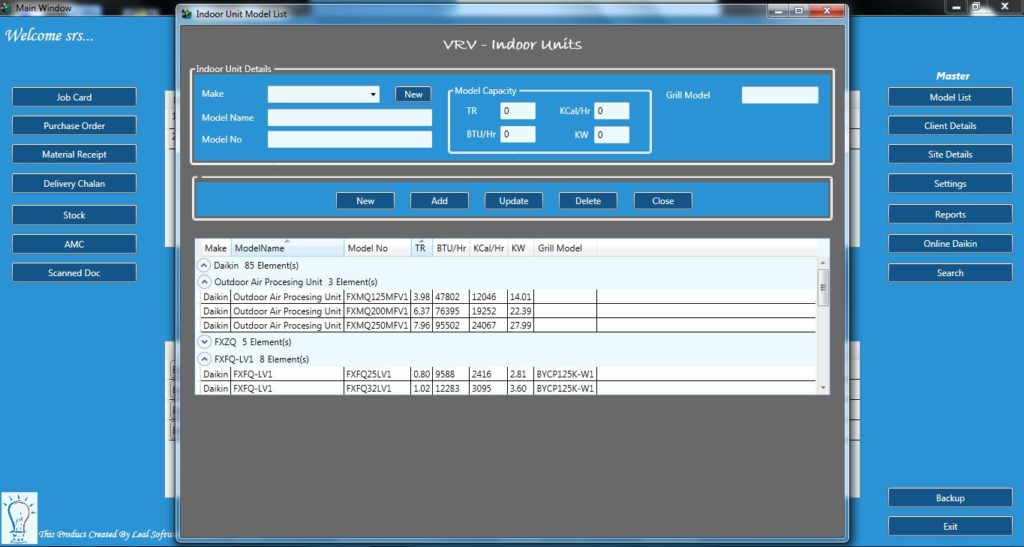 Main Window
Indoor Unit Model List
Welcome srs...
VRV - Indoor Units
Indoor Unit Details
Make
New
Model Name
Model No
Model Capacity
TR 0 KCal/Hr 0
BTU/Hr 0 KW 0
Grill Model
Job Card
Purchase Order
Material Receipt
Delivery Chalan
Stock
AMC
Scanned Doc
Master
Model List
Client Details
Site Details
Settings
Reports
Online Daikin
Search
Backup
Exit
New Add Update Delete Close
Make ModelName Model No TR BTU/Hr KCal/Hr KW Grill Model
Daikin 85 Element(s)
Outdoor Air Procesing Unit 3 Element(s)
Daikin Outdoor Air Procesing Unit FXMQ125MFV1 3.98 47802 12046 14.01
Daikin Outdoor Air Procesing Unit FXMQ200MFV1 6.37 76395 19252 22.39
Daikin Outdoor Air Procesing Unit FXMQ250MFV1 7.96 95502 24067 27.99
FXZQ 5 Element(s)
FXFQ-LV1 8 Element(s)
Daikin FXFQ-LV1 FXFQ25LV1 0.80 9588 2416 2.81 BYCP125K-W1
Daikin FXFQ-LV1 FXFQ32LV1 1.02 12283 3095 3.60 BYCP125K-W1
This Product Created By Leal